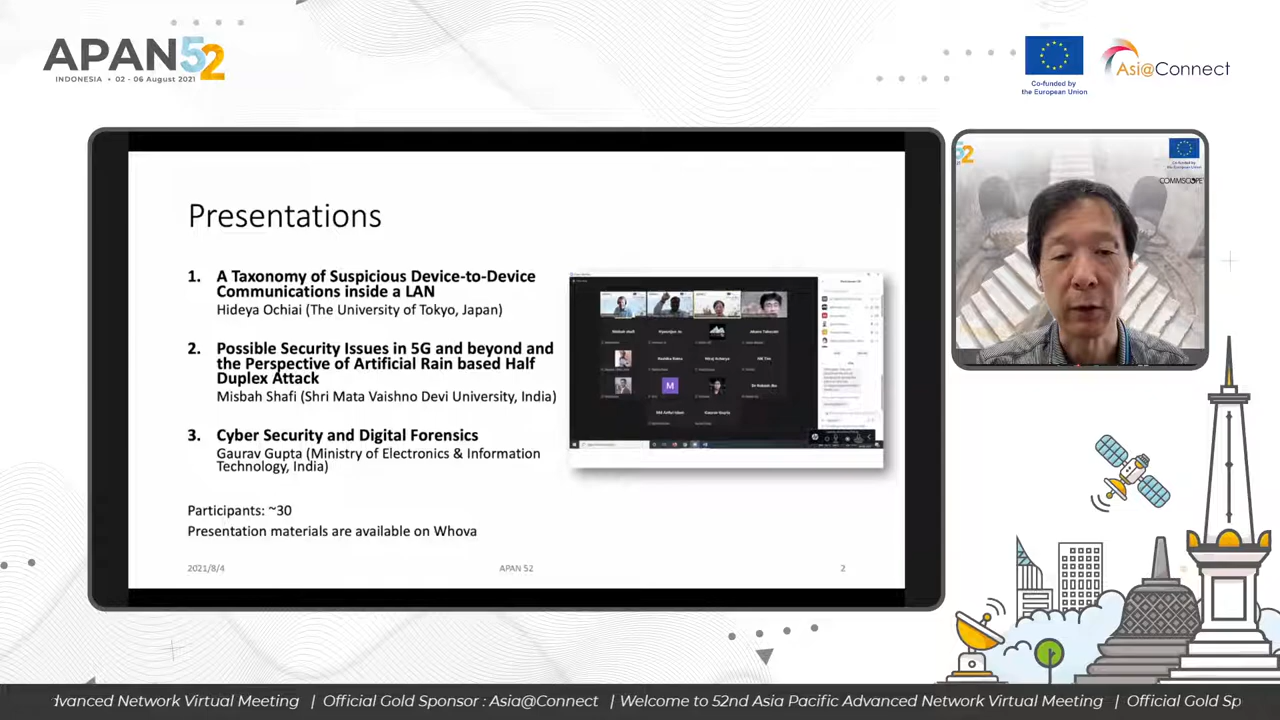 APAN52
INDONESIA • 02 - 06 August 2021
Co-funded by
the European Union
Asi@Connect
Presentations
1. A Taxonomy of Suspicious Device-to-Device
Communications inside a LAN
Hideya Ochiai (The University of Tokyo, Japan)
2. Possible Security Issues in 5G and beyond and
the Perspective of Artificial Rain based Half
Duplex Attack
Misbah Shafi (Shri Mata Vaishno Devi University, India)
3. Cyber Security and Digital Forensics
Gaurav Gupta (Ministry of Electronics & Information
Technology, India)
Participants: ~30
Presentation materials are available on Whova
2021/8/4
APAN 52
2
M
52
COMMSCOPE
dvanced Network Virtual Meeting | Official Gold Sponsor : Asia@Connect | Welcome to 52nd Asia Pacific Advanced Network Virtual Meeting | Official Gold Sp